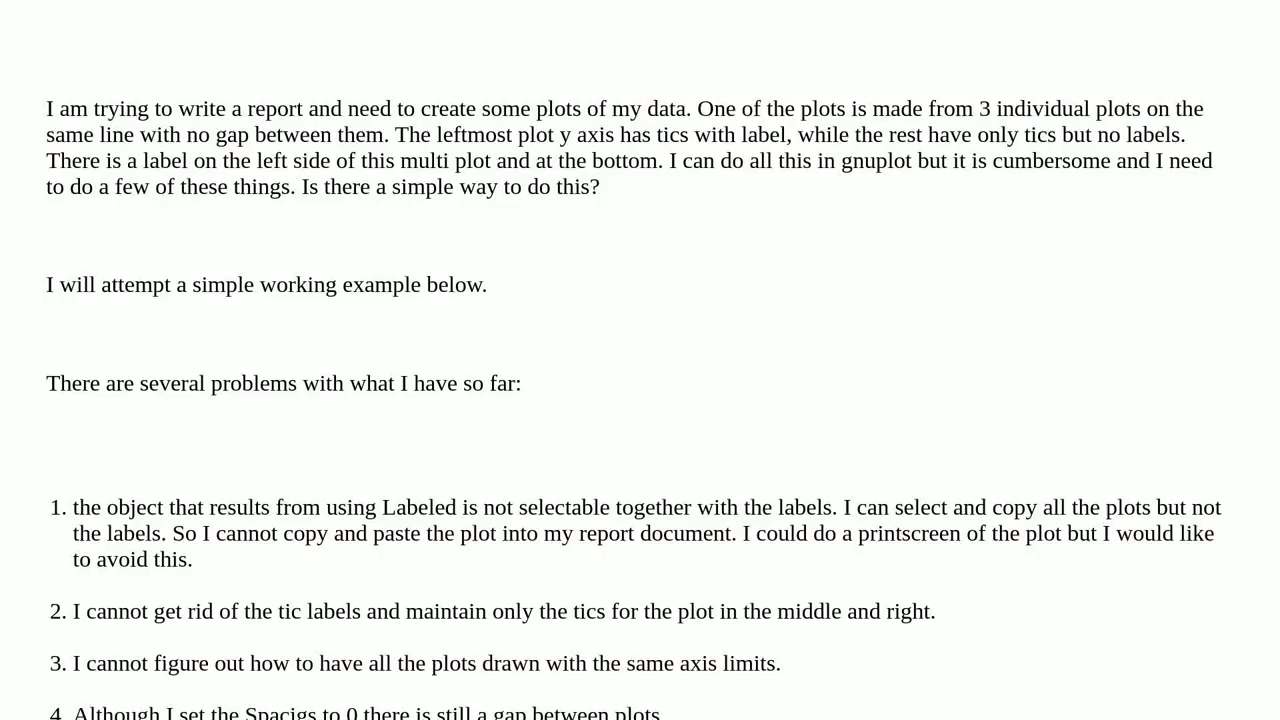 I am trying to write a report and need to create some plots of my data. One of the plots is made from 3 individual plots on the
same line with no gap between them. The leftmost plot y axis has tics with label, while the rest have only tics but no labels.
There is a label on the left side of this multi plot and at the bottom. I can do all this in gnuplot but it is cumbersome and I need
to do a few of these things. Is there a simple way to do this?
I will attempt a simple working example below.
There are several problems with what I have so far:
1. the object that results from using Labeled is not selectable together with the labels. I can select and copy all the plots but not
the labels. So I cannot copy and paste the plot into my report document. I could do a printscreen of the plot but I would like
to avoid this.
2. I cannot get rid of the tic labels and maintain only the tics for the plot in the middle and right.
3. I cannot figure out how to have all the plots drawn with the same axis limits.
4. Although I set the Spacigs to 0 there is still a gap between plots.